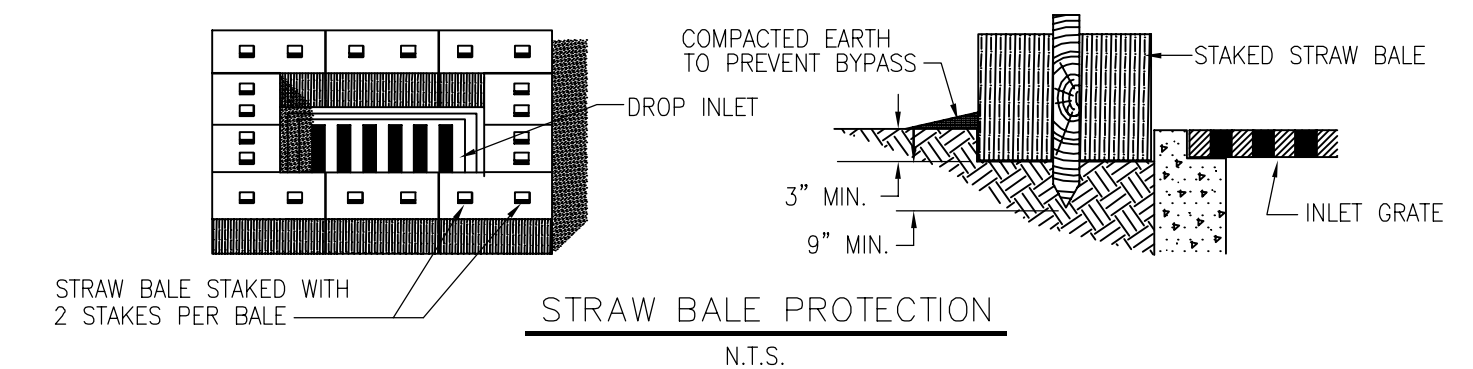 COMPACTED EARTH
TO PREVENT BYPASS
STAKED STRAW BALE
DROP INLET
3” MIN.
9” MIN.
INLET GRATE
STRAW BALE STAKED WITH
2 STAKES PER BALE
STRAW BALE PROTECTION
N.T.S.